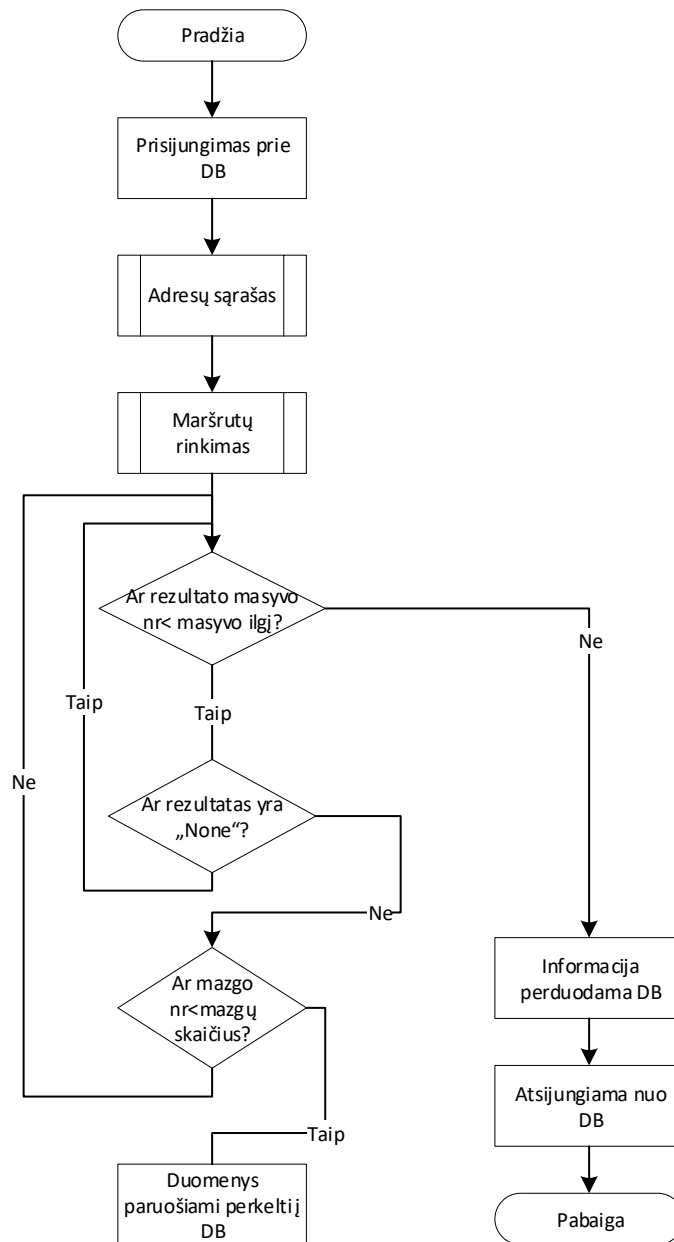 Pradžia
Prisijungimas prie
DB
Adresų sąrašas
Maršrutų
rinkimas
Ar rezultato masyvo
nr< masyvo ilgį?
Ne
Taip
Taip
Ne
Ar rezultatas yra
„None“?
Ne
Ar mazgo
nr<mazgų
skaičius?
Informacija
perduodama DB
Atsijungiama nuo
DB
Taip
Duomenys
paruošiami perkelti į
DB
Pabaiga